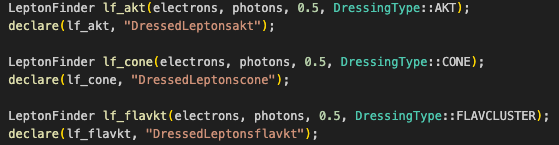 LeptonFinder lf_akt(electrons, photons, 0.5, DressingType::AKT);
declare(lf_akt, "DressedLeptonsakt");
LeptonFinder lf_cone(electrons, photons, 0.5, DressingType::CONE);
declare(lf_cone, "DressedLeptonscone");
LeptonFinder lf_flavkt(electrons, photons, 0.5, DressingType::FLAVCLUSTER);
declare(lf_flavkt, "DressedLeptonsflavkt");